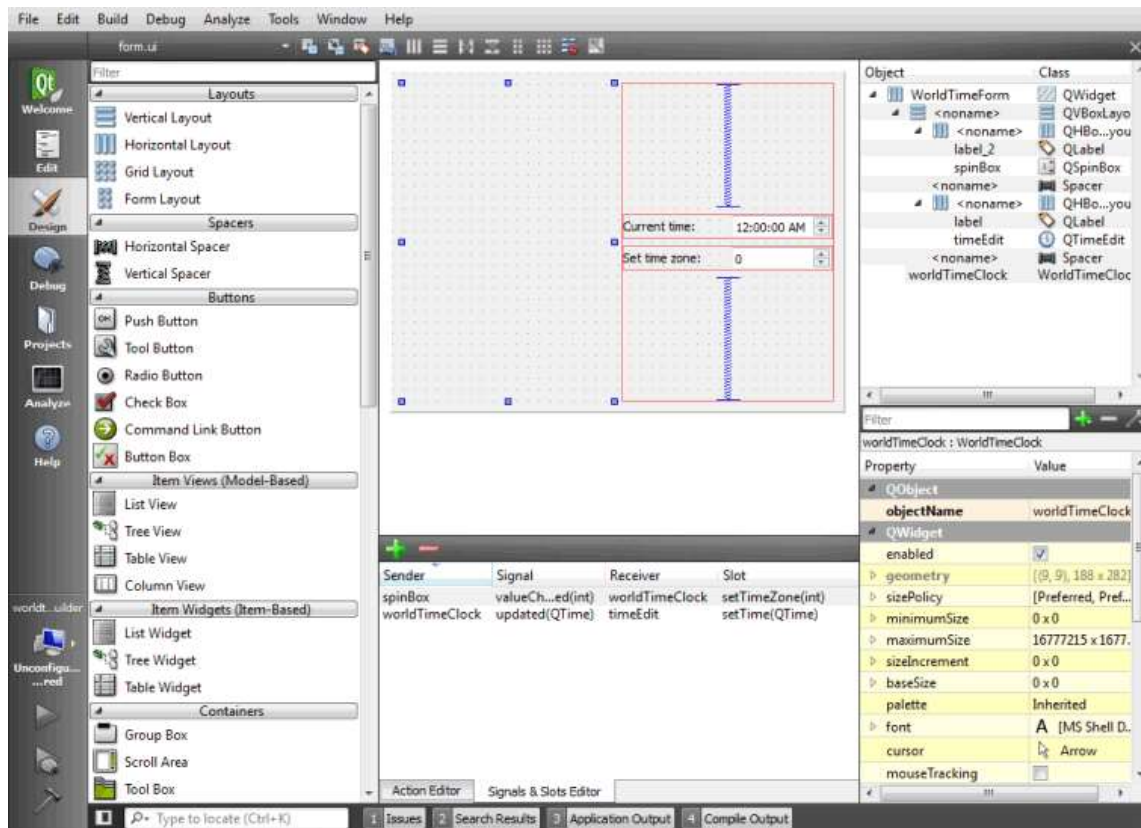 File Edit Build Debug Analyze Tools Window Help
form.ui
Qt
Welcome
Edit
Design
Debug
Projects
Analyze
Help
worldt...uilder
Unconfigu...
...red
Filter
Layouts
Vertical Layout
Horizontal Layout
Grid Layout
Form Layout
Spacers
Horizontal Spacer
Vertical Spacer
Buttons
OK Push Button
Tool Button
Radio Button
Check Box
Command Link Button
Button Box
Item Views (Model-Based)
List View
Tree View
Table View
Column View
Item Widgets (Item-Based)
List Widget
Tree Widget
Table Widget
Containers
Group Box
Scroll Area
Tool Box
Current time: 12:00:00 AM
Set time zone: 0
Sender Signal Receiver Slot
spinBox valueCh...ed(int) worldTimeClock setTimeZone(int)
worldTimeClock updated(QTime) timeEdit setTime(QTime)
Action Editor Signals & Slots Editor
Object Class
WorldTimeForm QWidget
<noname> QVBoxLayo
<noname> QHBo...you
label_2 QLabel
spinBox QSpinBox
<noname> Spacer
<noname> QHBo...you
label QLabel
timeEdit QTimeEdit
<noname> Spacer
worldTimeClock WorldTimeCloc
Filter
worldTimeClock : WorldTimeClock
Property Value
QObject
objectName worldTimeClock
QWidget
enabled
geometry [(9, 9), 188 x 282]
sizePolicy [Preferred, Pref...
minimumSize 0 x 0
maximumSize 16777215 x 1677...
sizeIncrement 0 x 0
baseSize 0 x 0
palette Inherited
font A [MS Shell D...
cursor Arrow
mouseTracking
Type to locate (Ctrl+K) 1 Issues 2 Search Results 3 Application Output 4 Compile Output